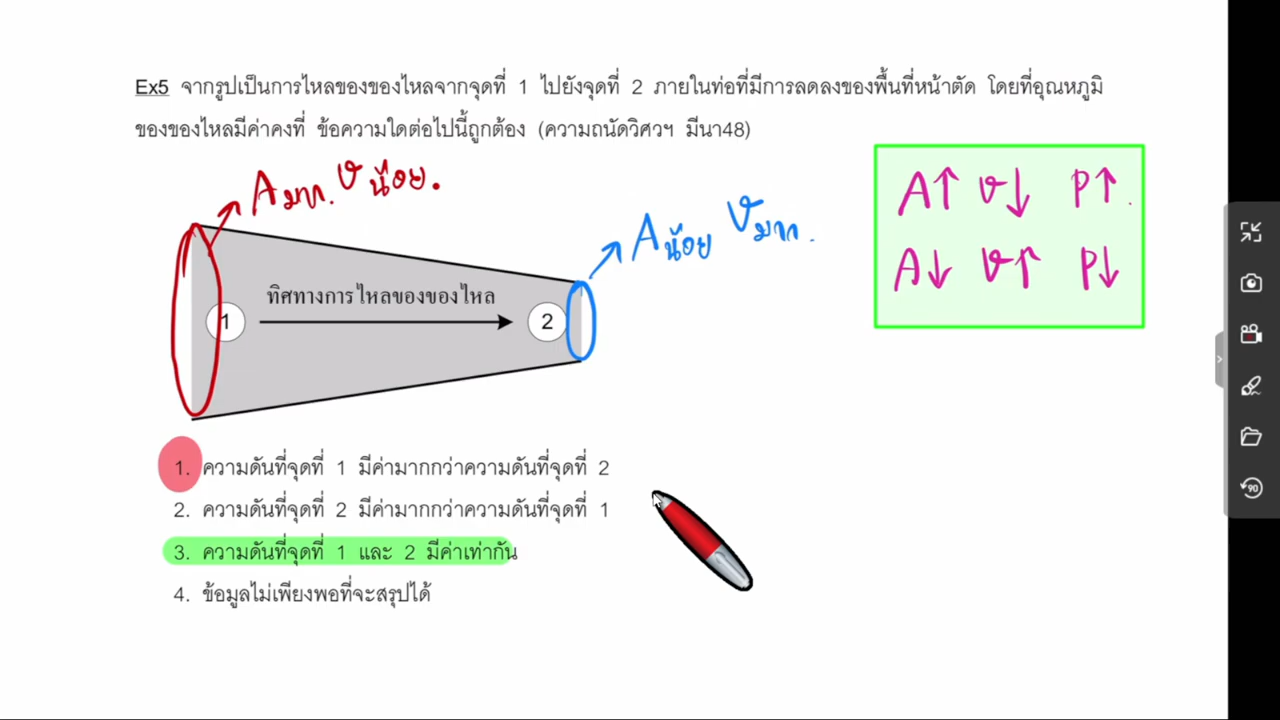 Ex5 จากรูปเป็นการไหลของของไหลจากจุดที่ 1 ไปยังจุดที่ 2 ภายในท่อที่มีการลดลงของพื้นที่หน้าตัด โดยที่อุณหภูมิ
ของของไหลมีค่าคงที่ ข้อความใดต่อไปนี้ถูกต้อง (ความถนัดวิศวฯ มีนา48)
A มาก. v น้อย.
A น้อย v มาก.
A↑ v↓ P↑.
A↓ v↑ P↓
ทิศทางการไหลของของไหล
1
2
1. ความดันที่จุดที่ 1 มีค่ามากกว่าความดันที่จุดที่ 2
2. ความดันที่จุดที่ 2 มีค่ามากกว่าความดันที่จุดที่ 1
3. ความดันที่จุดที่ 1 และ 2 มีค่าเท่ากัน
4. ข้อมูลไม่เพียงพอที่จะสรุปได้
90